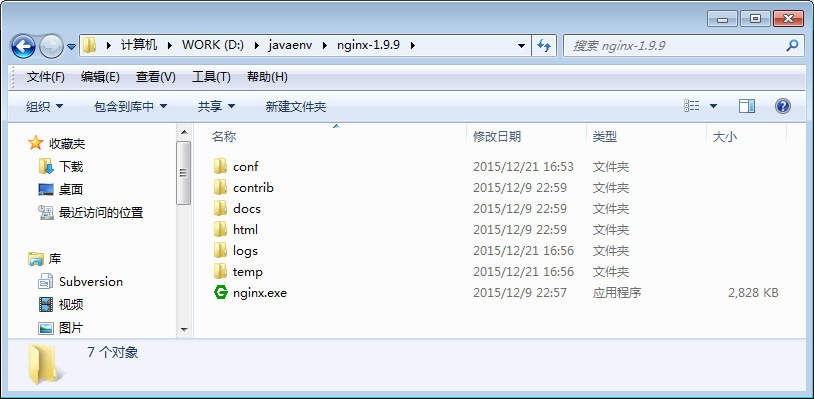 计算机 WORK (D:) javaenv nginx-1.9.9 搜索 nginx-1.9.9
文件(F) 编辑(E) 查看(V) 工具(T) 帮助(H)
组织 包含到库中 共享 新建文件夹
收藏夹
下载
桌面
最近访问的位置
库
Subversion
视频
图片
名称 修改日期 类型 大小
conf 2015/12/21 16:53 文件夹
contrib 2015/12/9 22:59 文件夹
docs 2015/12/9 22:59 文件夹
html 2015/12/9 22:59 文件夹
logs 2015/12/21 16:56 文件夹
temp 2015/12/21 16:56 文件夹
nginx.exe 2015/12/9 22:57 应用程序 2,828 KB
7 个对象